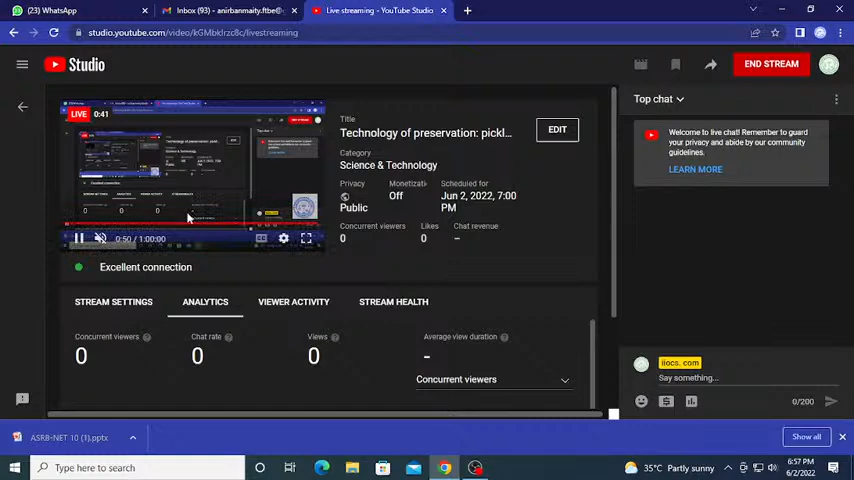 (23) WhatsApp
Inbox (93) - anirbanmaity.ftbe@
Live streaming - YouTube Studio
studio.youtube.com/video/kGMbkIrzc8c/livestreaming
Studio
END STREAM
LIVE 0:41
0:50 / 1:00:00
Title
Technology of preservation: pickl...
EDIT
Category
Science & Technology
Privacy
Public
Monetizati
Off
Scheduled for
Jun 2, 2022, 7:00
PM
Concurrent viewers
0
Likes
0
Chat revenue
–
Excellent connection
STREAM SETTINGS
ANALYTICS
VIEWER ACTIVITY
STREAM HEALTH
Concurrent viewers
0
Chat rate
0
Views
0
Average view duration
-
Concurrent viewers
Top chat
Welcome to live chat! Remember to guard
your privacy and abide by our community
guidelines.
LEARN MORE
iiocs. com
Say something...
0/200
ASRB-NET 10 (1).pptx
Show all
Type here to search
35°C Partly sunny
6:57 PM
6/2/2022